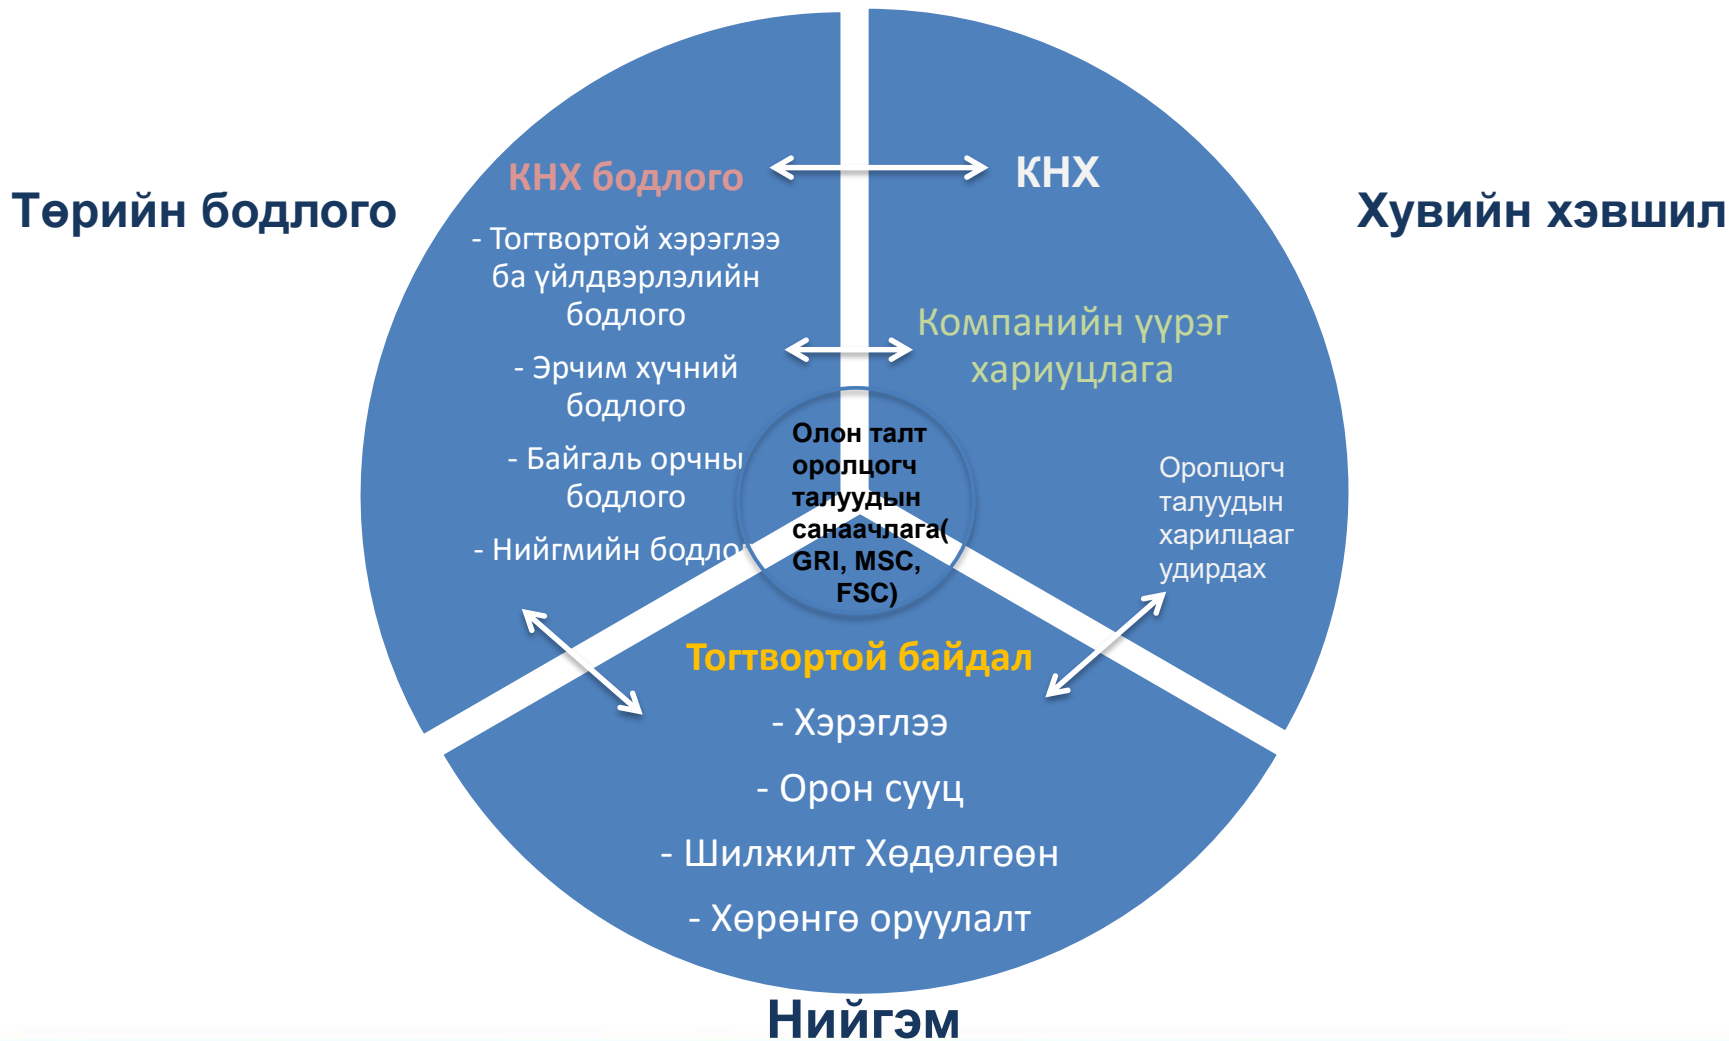 Төрийн бодлого
КНХ бодлого
- Тогтвортой хэрэглээ
ба үйлдвэрлэлийн
бодлого
- Эрчим хүчний
бодлого
- Байгаль орчны
бодлого
- Нийгмийн
КНХ
Компанийн үүрэг
хариуцлага
Оролцогч
талуудын
харилцааг
удирдах
Хувийн хэвшил
Олон талт
оролцогч
талуудын
санаачлага(
GRI, MSC,
FSC)
Тогтвортой байдал
- Хэрэглээ
- Орон сууц
- Шилжилт Хөдөлгөөн
- Хөрөнгө оруулалт
Нийгэм